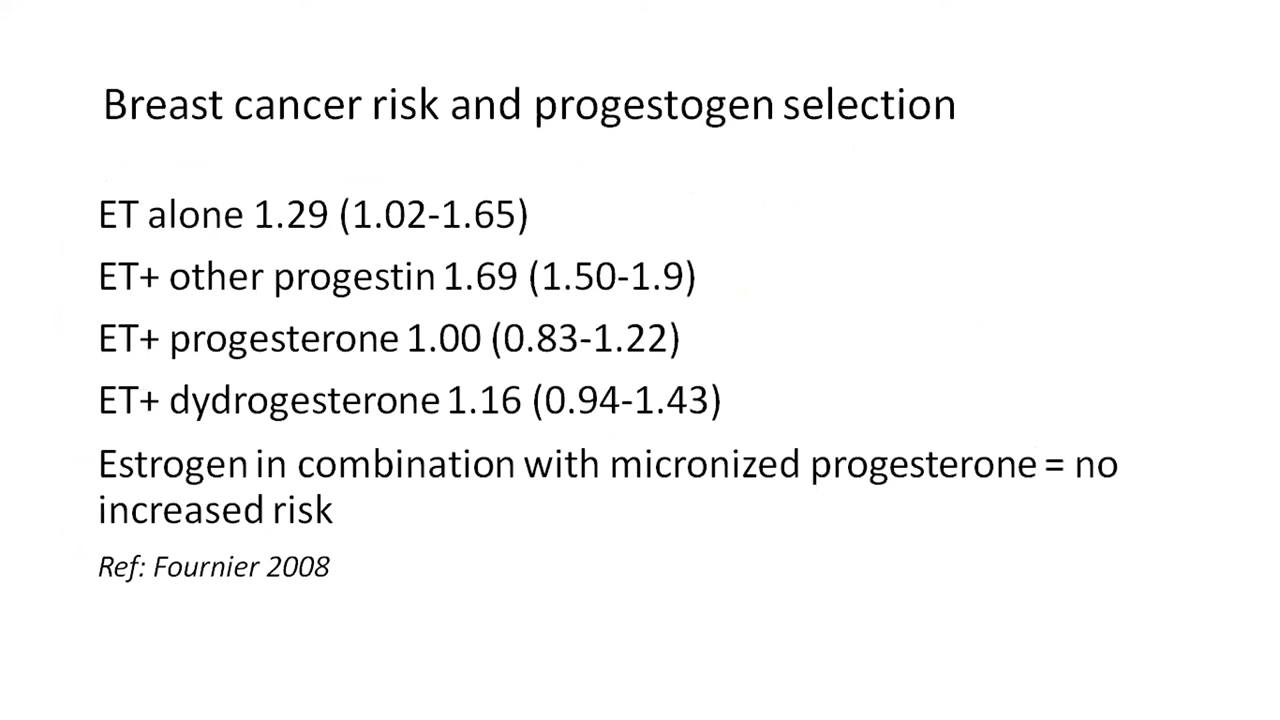 Breast cancer risk and progestogen selection
ET alone 1.29 (1.02-1.65)
ET+ other progestin 1.69 (1.50-1.9)
ET+ progesterone 1.00 (0.83-1.22)
ET+ dydrogesterone 1.16 (0.94-1.43)
Estrogen in combination with micronized progesterone = no
increased risk
Ref: Fournier 2008